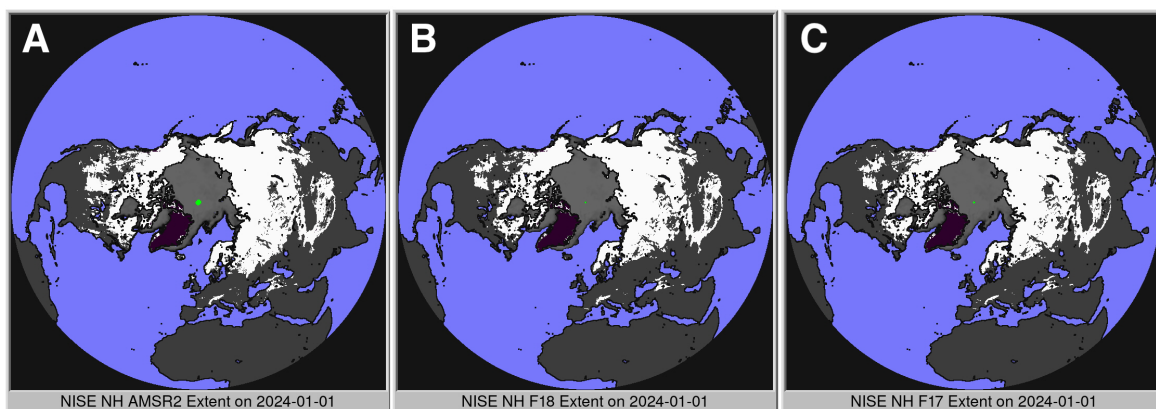 A
B
C
NISE NH AMSR2 Extent on 2024-01-01
NISE NH F18 Extent on 2024-01-01
NISE NH F17 Extent on 2024-01-01